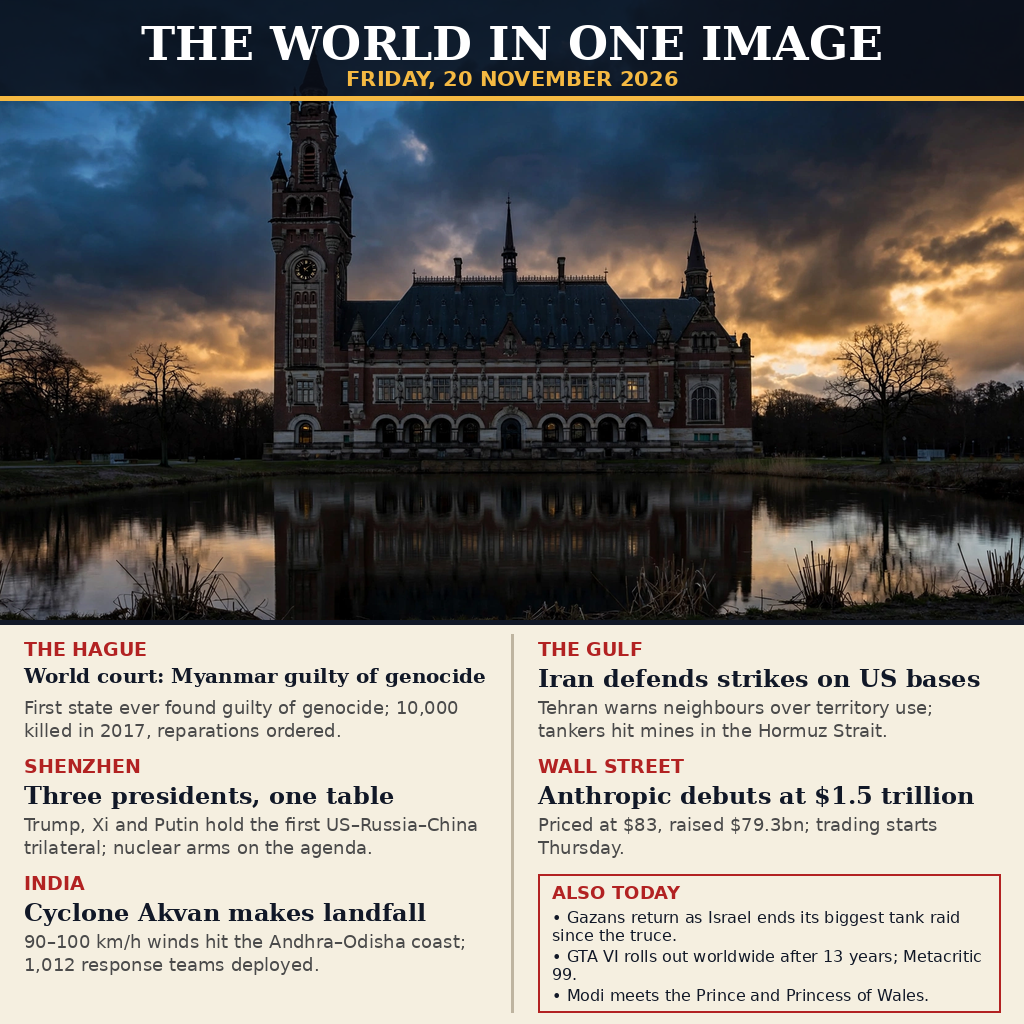 THE WORLD IN ONE IMAGE
FRIDAY, 20 NOVEMBER 2026
THE HAGUE
World court: Myanmar guilty of genocide
First state ever found guilty of genocide; 10,000
killed in 2017, reparations ordered.
SHENZHEN
Three presidents, one table
Trump, Xi and Putin hold the first US–Russia–China
trilateral; nuclear arms on the agenda.
INDIA
Cyclone Akvan makes landfall
90–100 km/h winds hit the Andhra–Odisha coast;
1,012 response teams deployed.
THE GULF
Iran defends strikes on US bases
Tehran warns neighbours over territory use;
tankers hit mines in the Hormuz Strait.
WALL STREET
Anthropic debuts at $1.5 trillion
Priced at $83, raised $79.3bn; trading starts
Thursday.
ALSO TODAY
• Gazans return as Israel ends its biggest tank raid
since the truce.
• GTA VI rolls out worldwide after 13 years; Metacritic
99.
• Modi meets the Prince and Princess of Wales.